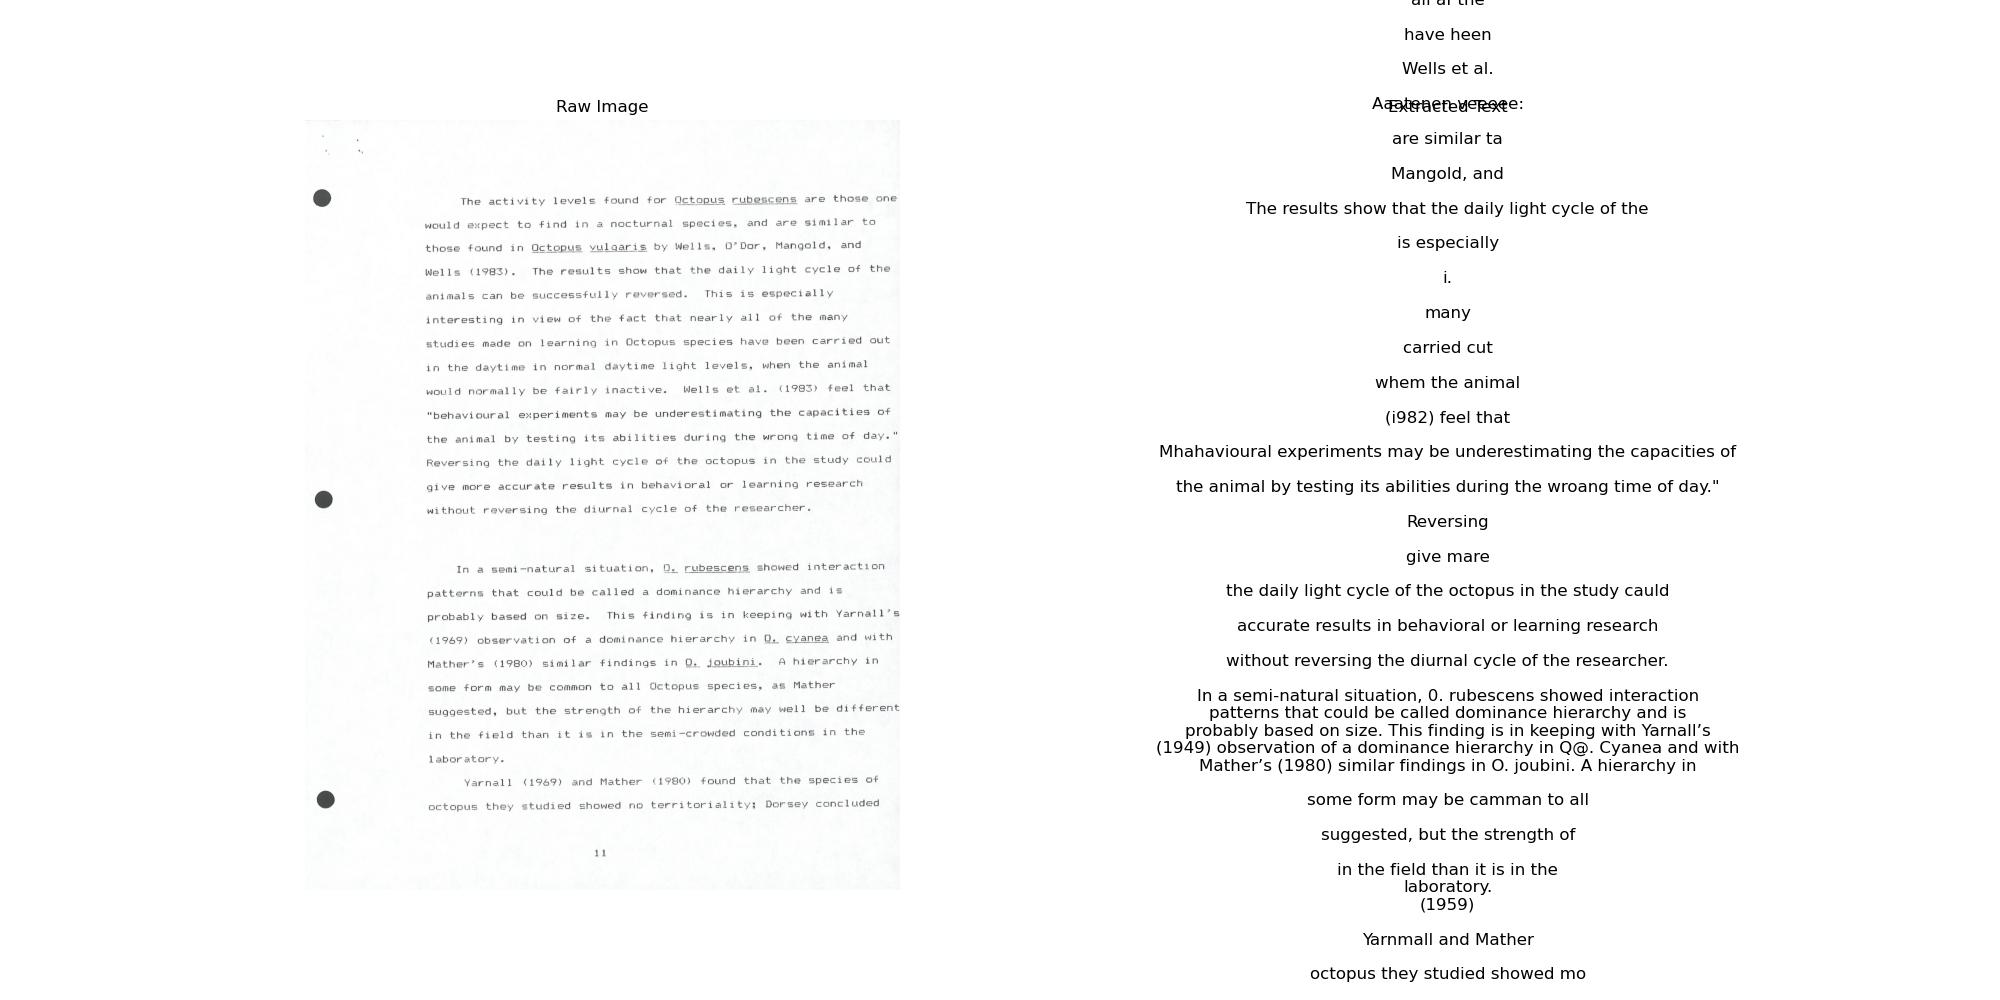 Raw Image
The activity levels found for Octopus rubescens are those one
would expect to find in a nocturnal species, and are similar to
those found in Octopus vulgaris by Wells, O'Dor, Mangold, and
Wells (1983). The results show that the daily light cycle of the
animals can be successfully reversed. This is especially
interesting in view of the fact that nearly all of the many
studies made on learning in Octopus species have been carried out
in the daytime in normal daytime light levels, when the animal
would normally be fairly inactive. Wells et al. (1983) feel that
"behavioural experiments may be underestimating the capacities of
the animal by testing its abilities during the wrong time of day."
Reversing the daily light cycle of the octopus in the study could
give more accurate results in behavioral or learning research
without reversing the diurnal cycle of the researcher.
In a semi-natural situation, O. rubescens showed interaction
patterns that could be called a dominance hierarchy and is
probably based on size. This finding is in keeping with Yarnall's
(1969) observation of a dominance hierarchy in O. cyanea and with
Mather's (1980) similar findings in O. joubini. A hierarchy in
some form may be common to all Octopus species, as Mather
suggested, but the strength of the hierarchy may well be different
in the field than it is in the semi-crowded conditions in the
laboratory.
Yarnall (1969) and Mather (1980) found that the species of
octopus they studied showed no territoriality; Dorsey concluded
11
all af the
have heen
Wells et al.
Extracted Text
are similar ta
Mangold, and
The results show that the daily light cycle of the
is especially
i.
many
carried cut
whem the animal
(i982) feel that
Mhahavioural experiments may be underestimating the capacities of
the animal by testing its abilities during the wroang time of day."
Reversing
give mare
the daily light cycle of the octopus in the study cauld
accurate results in behavioral or learning research
without reversing the diurnal cycle of the researcher.
In a semi-natural situation, 0. rubescens showed interaction
patterns that could be called dominance hierarchy and is
probably based on size. This finding is in keeping with Yarnall’s
(1949) observation of a dominance hierarchy in Q@. Cyanea and with
Mather’s (1980) similar findings in O. joubini. A hierarchy in
some form may be camman to all
suggested, but the strength of
in the field than it is in the
laboratory.
(1959)
Yarnmall and Mather
octopus they studied showed mo